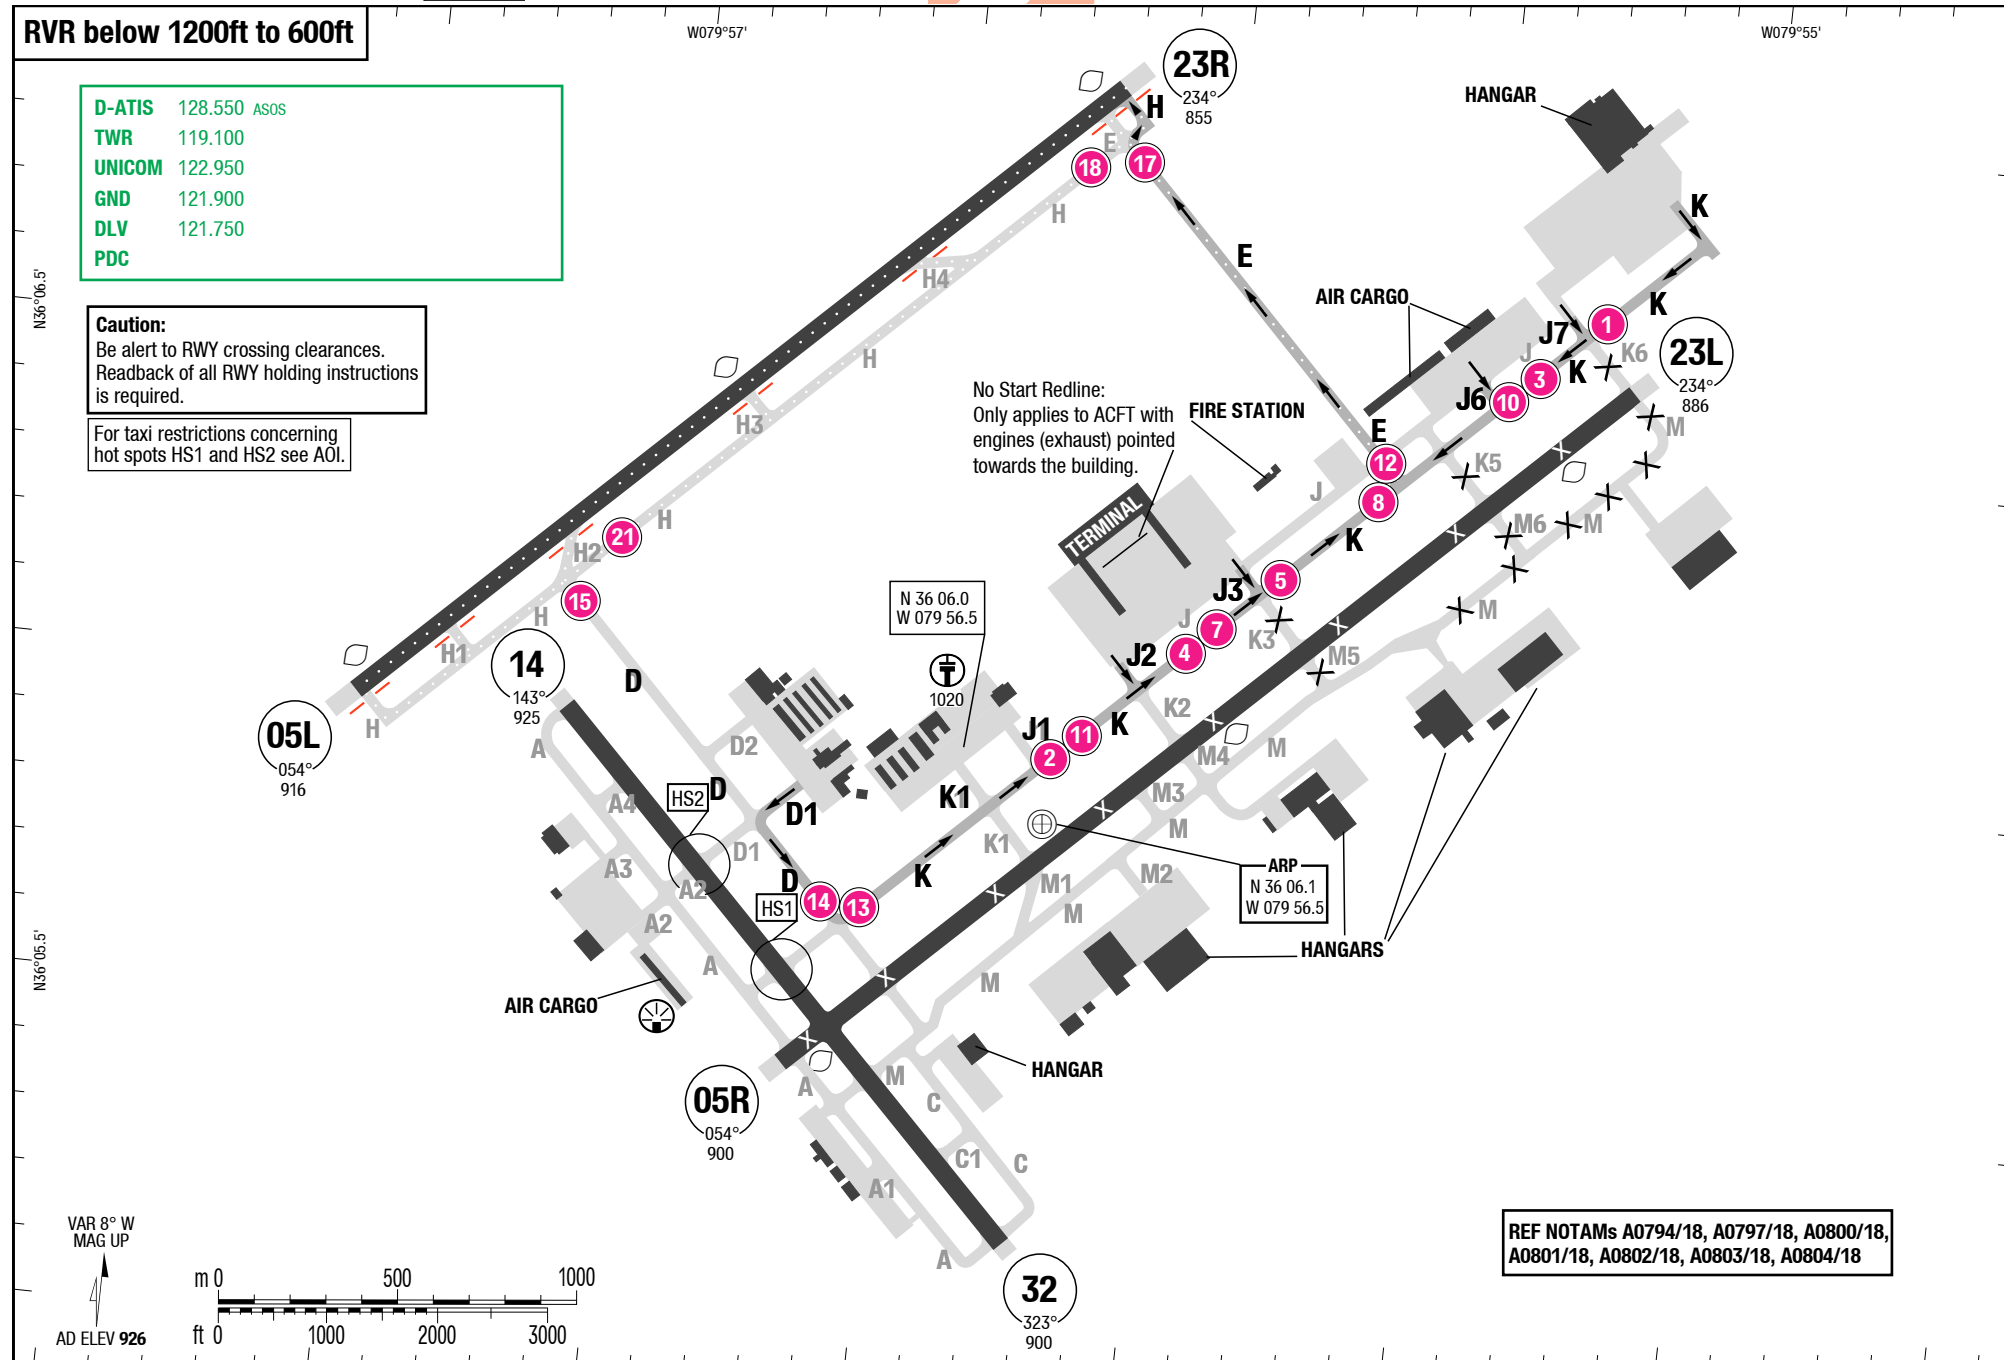 RVR below 1200ft to 600ft
W079°57'
W079°55'
23R
234°
855
HANGAR
D-ATIS 128.550 ASOS
TWR 119.100
UNICOM 122.950
GND 121.900
DLV 121.750
PDC
H
E
18
17
H
K
N36°06.5'
H4
E
AIR CARGO
K
1
J7
23L
234°
886
Caution:
Be alert to RWY crossing clearances.
Readback of all RWY holding instructions
is required.
H
J
K6
3
K
No Start Redline:
Only applies to ACFT with
engines (exhaust) pointed
towards the building.
FIRE STATION
J6
10
For taxi restrictions concerning
hot spots HS1 and HS2 see AOI.
H3
E
M
12
K5
J
8
TERMINAL
H
M6
M
21
K
H2
5
J3
15
N 36 06.0
W 079 56.5
H
J
7
K3
M
H1
14
143°
925
J2
4
M5
D
1020
K2
05L
054°
916
H
A
D2
J1
11
K
M4
M
2
HS2
D
A4
D1
K1
M3
M
D1
K1
A3
A2
D
K
M1
M2
ARP
N 36 06.1
W 079 56.5
HS1
14
13
A2
M
HANGARS
N36°05.5'
A
M
AIR CARGO
HANGAR
A
M
05R
054°
900
C
C1
C
A1
A
VAR 8° W
MAG UP
AD ELEV 926
m 0 500 1000
ft 0 1000 2000 3000
32
323°
900
REF NOTAMs A0794/18, A0797/18, A0800/18,
A0801/18, A0802/18, A0803/18, A0804/18